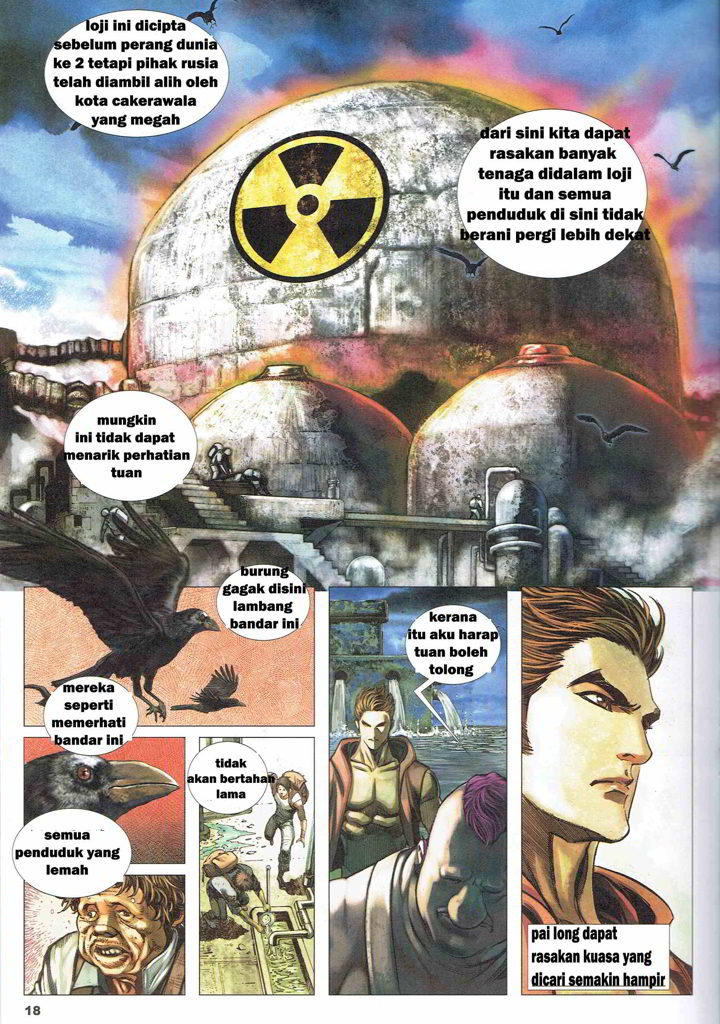 loji ini dicipta
sebelum perang dunia
ke 2 tetapi pihak rusia
telah diambil alih oleh
kota cakerawala
yang megah
dari sini kita dapat
rasakan banyak
tenaga didalam loji
itu dan semua
penduduk di sini tidak
berani pergi lebih dekat
mungkin
ini tidak dapat
menarik perhatian
tuan
burung
gagak disini
lambang
bandar ini
mereka
seperti
memerhati
bandar ini
semua
penduduk yang
lemah
tidak
akan bertahan
lama
kerana
itu aku harap
tuan boleh
tolong
pai long dapat
rasakan kuasa yang
dicari semakin hampir
18